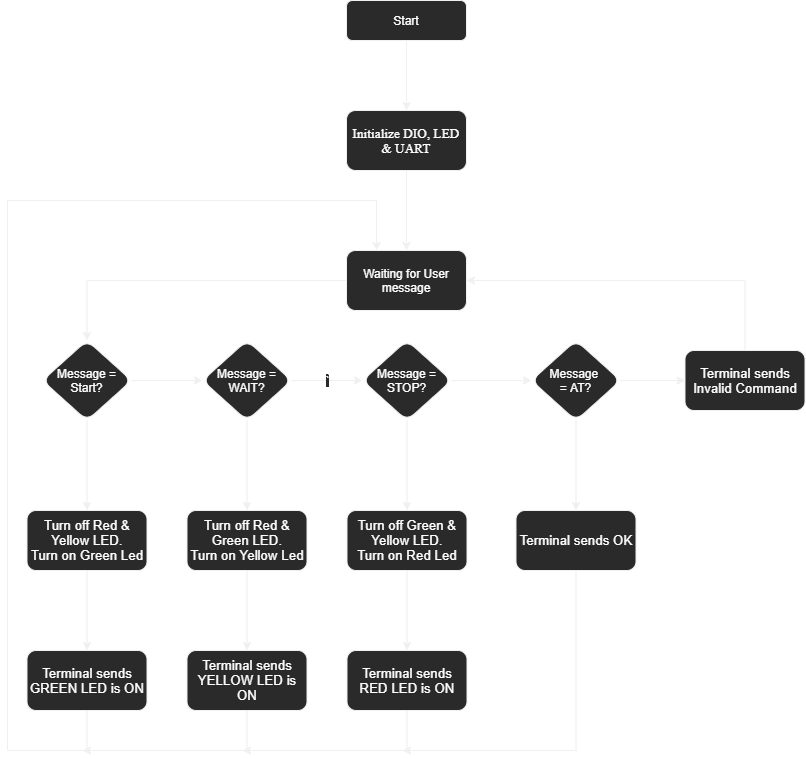 Start
Initialize DIO, LED
& UART
Waiting for User
message
Message =
Start?
Message =
WAIT?
i
Message =
STOP?
Message
= AT?
Terminal sends
Invalid Command
Turn off Red &
Yellow LED.
Turn on Green Led
Turn off Red &
Green LED.
Turn on Yellow Led
Turn off Green &
Yellow LED.
Turn on Red Led
Terminal sends OK
Terminal sends
GREEN LED is ON
Terminal sends
YELLOW LED is
ON
Terminal sends
RED LED is ON